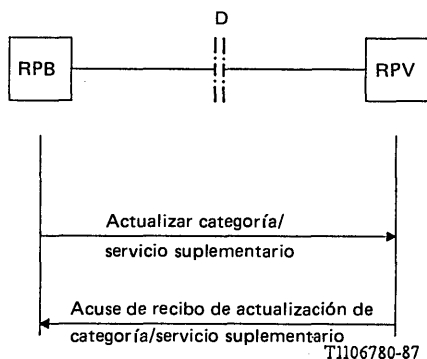 D
RPB
RPV
Actualizar categoría/
servicio suplementario
Acuse de recibo de actualización de
categoría/servicio suplementario
T1106780-87